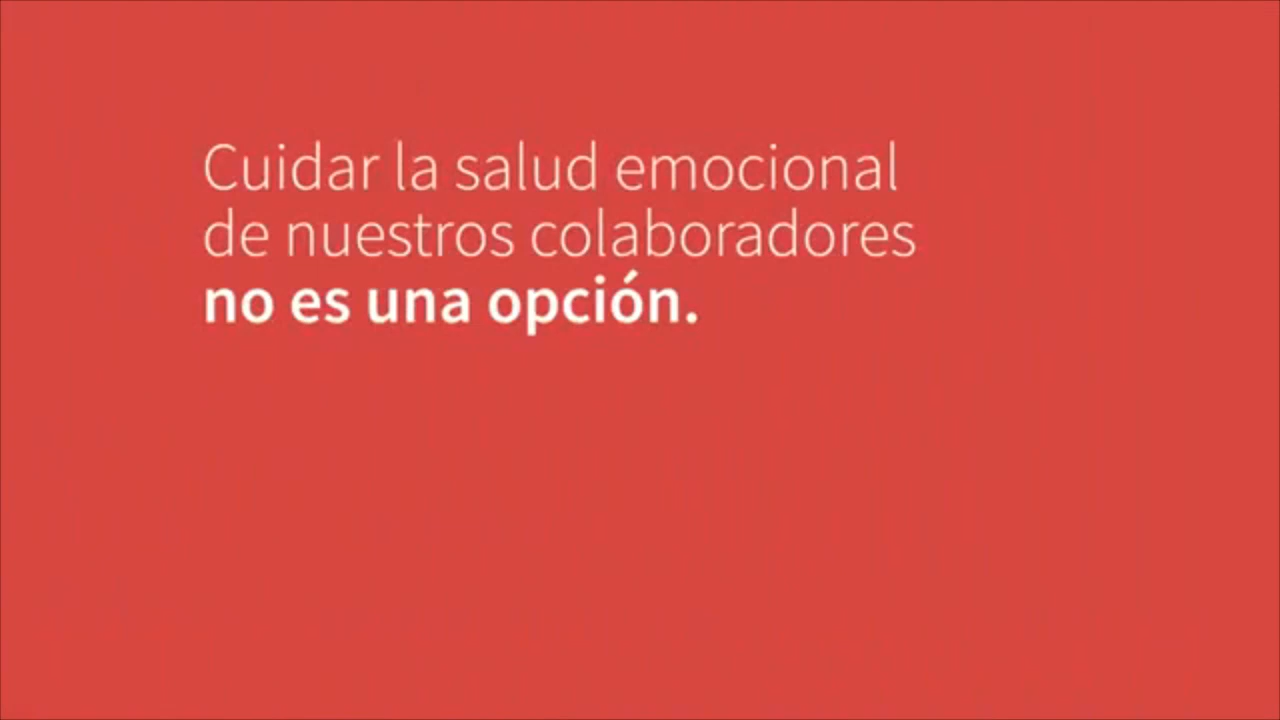 Cuidar la salud emocional
de nuestros colaboradores
no es una opción.